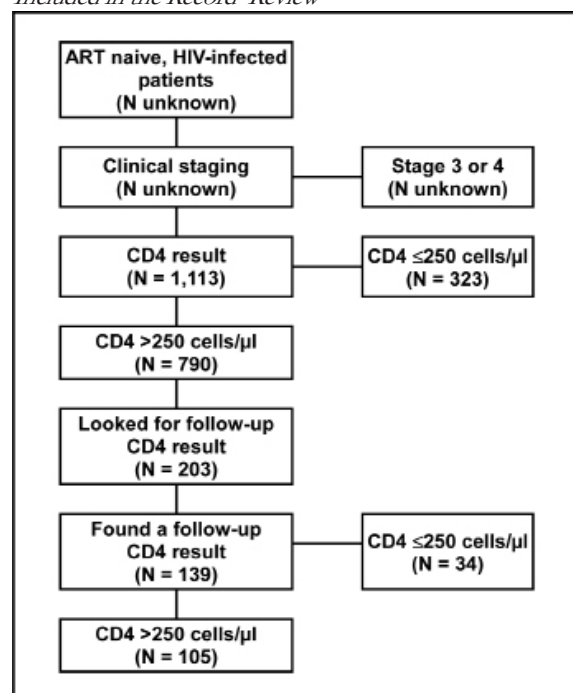 Included in the Record Review
ART naive, HIV-infected
patients
(N unknown)
Clinical staging
(N unknown)
Stage 3 or 4
(N unknown)
CD4 result
(N = 1,113)
CD4 ≤250 cells/µl
(N = 323)
CD4 >250 cells/µl
(N = 790)
Looked for follow-up
CD4 result
(N = 203)
Found a follow-up
CD4 result
(N = 139)
CD4 ≤250 cells/µl
(N = 34)
CD4 >250 cells/µl
(N = 105)